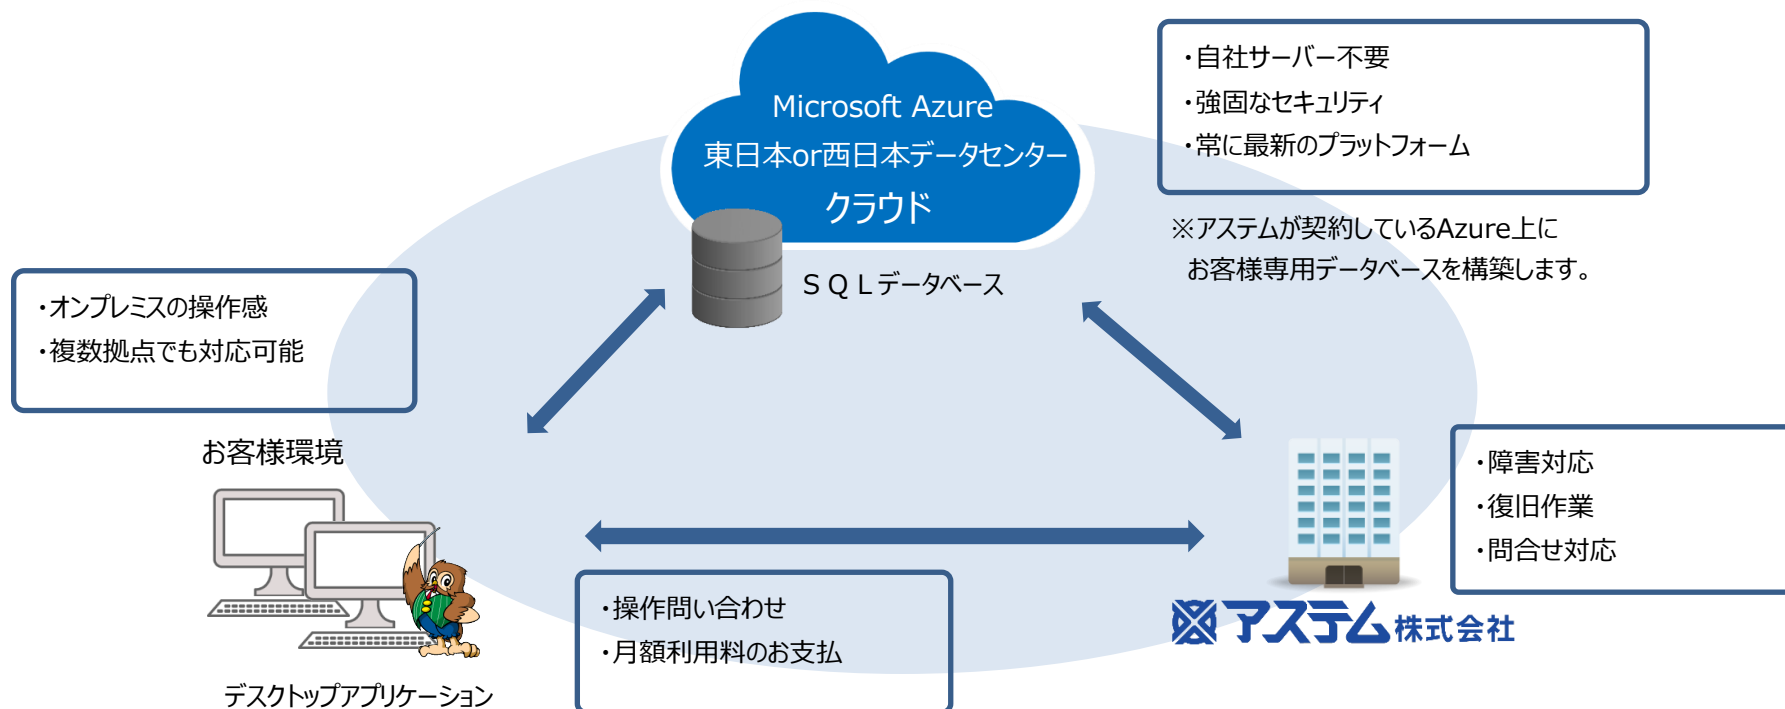 Microsoft Azure
東日本or西日本データセンター
クラウド
ＳＱＬデータベース
・自社サーバー不要
・強固なセキュリティ
・常に最新のプラットフォーム
※アステムが契約しているAzure上に
お客様専用データベースを構築します。
・オンプレミスの操作感
・複数拠点でも対応可能
お客様環境
デスクトップアプリケーション
・操作問い合わせ
・月額利用料のお支払
・障害対応
・復旧作業
・問合せ対応
アステム株式会社